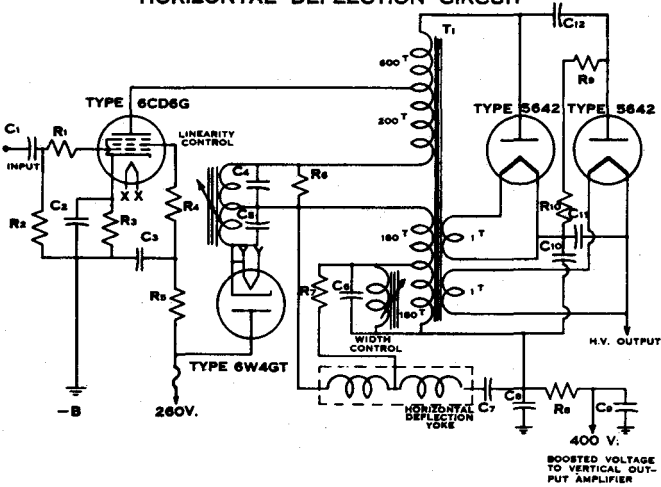 HORIZONTAL DEFLECTION CIRCUIT
T1
C12
600 T
R9
TYPE 6CD6G
TYPE 5642
TYPE 5642
C1
R1
LINEARITY
CONTROL
200 T
INPUT
X X
C4
R6
C2
R4
R10
C11
R2
R3
C3
C5
160 T
1 T
C10
Y Y
R5
R7
C6
1 T
160 T
WIDTH
CONTROL
H.V. OUTPUT
TYPE 6W4GT
HORIZONTAL
DEFLECTION
YOKE
C7
C8
R8
C9
-B
260V.
400 V.
BOOSTED VOLTAGE
TO VERTICAL OUT-
PUT AMPLIFIER